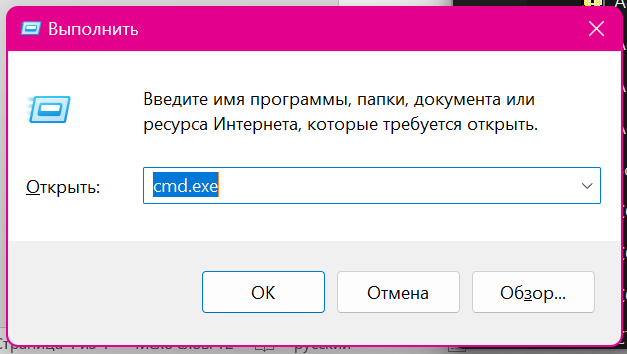 Выполнить
Введите имя программы, папки, документа или
ресурса Интернета, которые требуется открыть.
Открыть:
cmd.exe
OK
Отмена
Обзор...